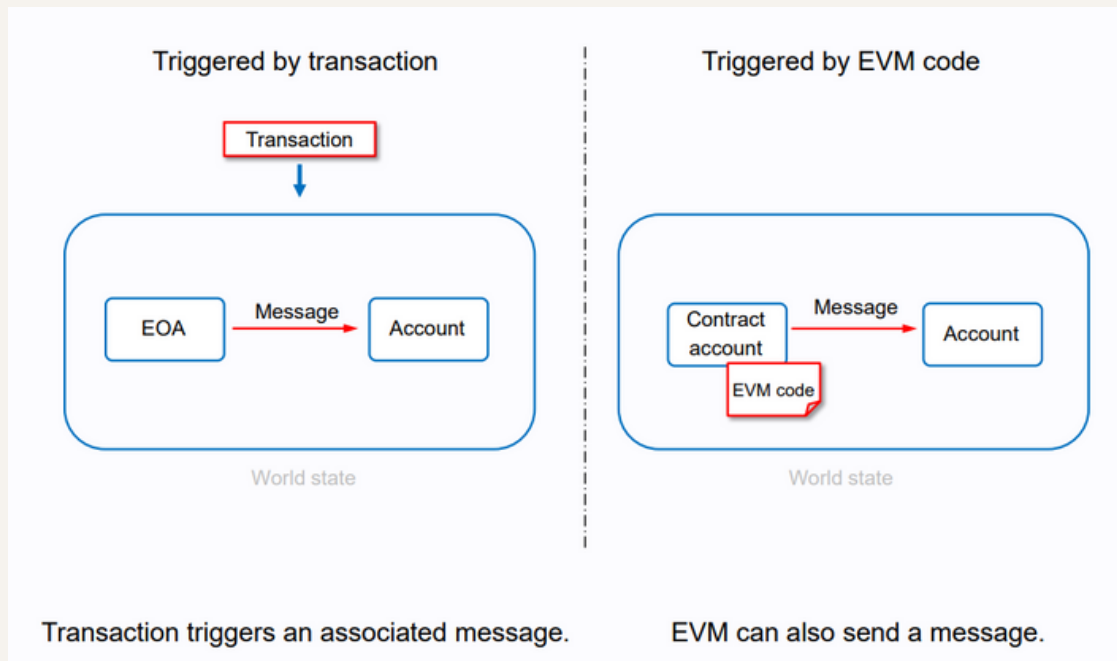 Triggered by transaction
Transaction
EOA
Message
Account
World state
Transaction triggers an associated message.
Triggered by EVM code
Contract
account
EVM code
Message
Account
World state
EVM can also send a message.